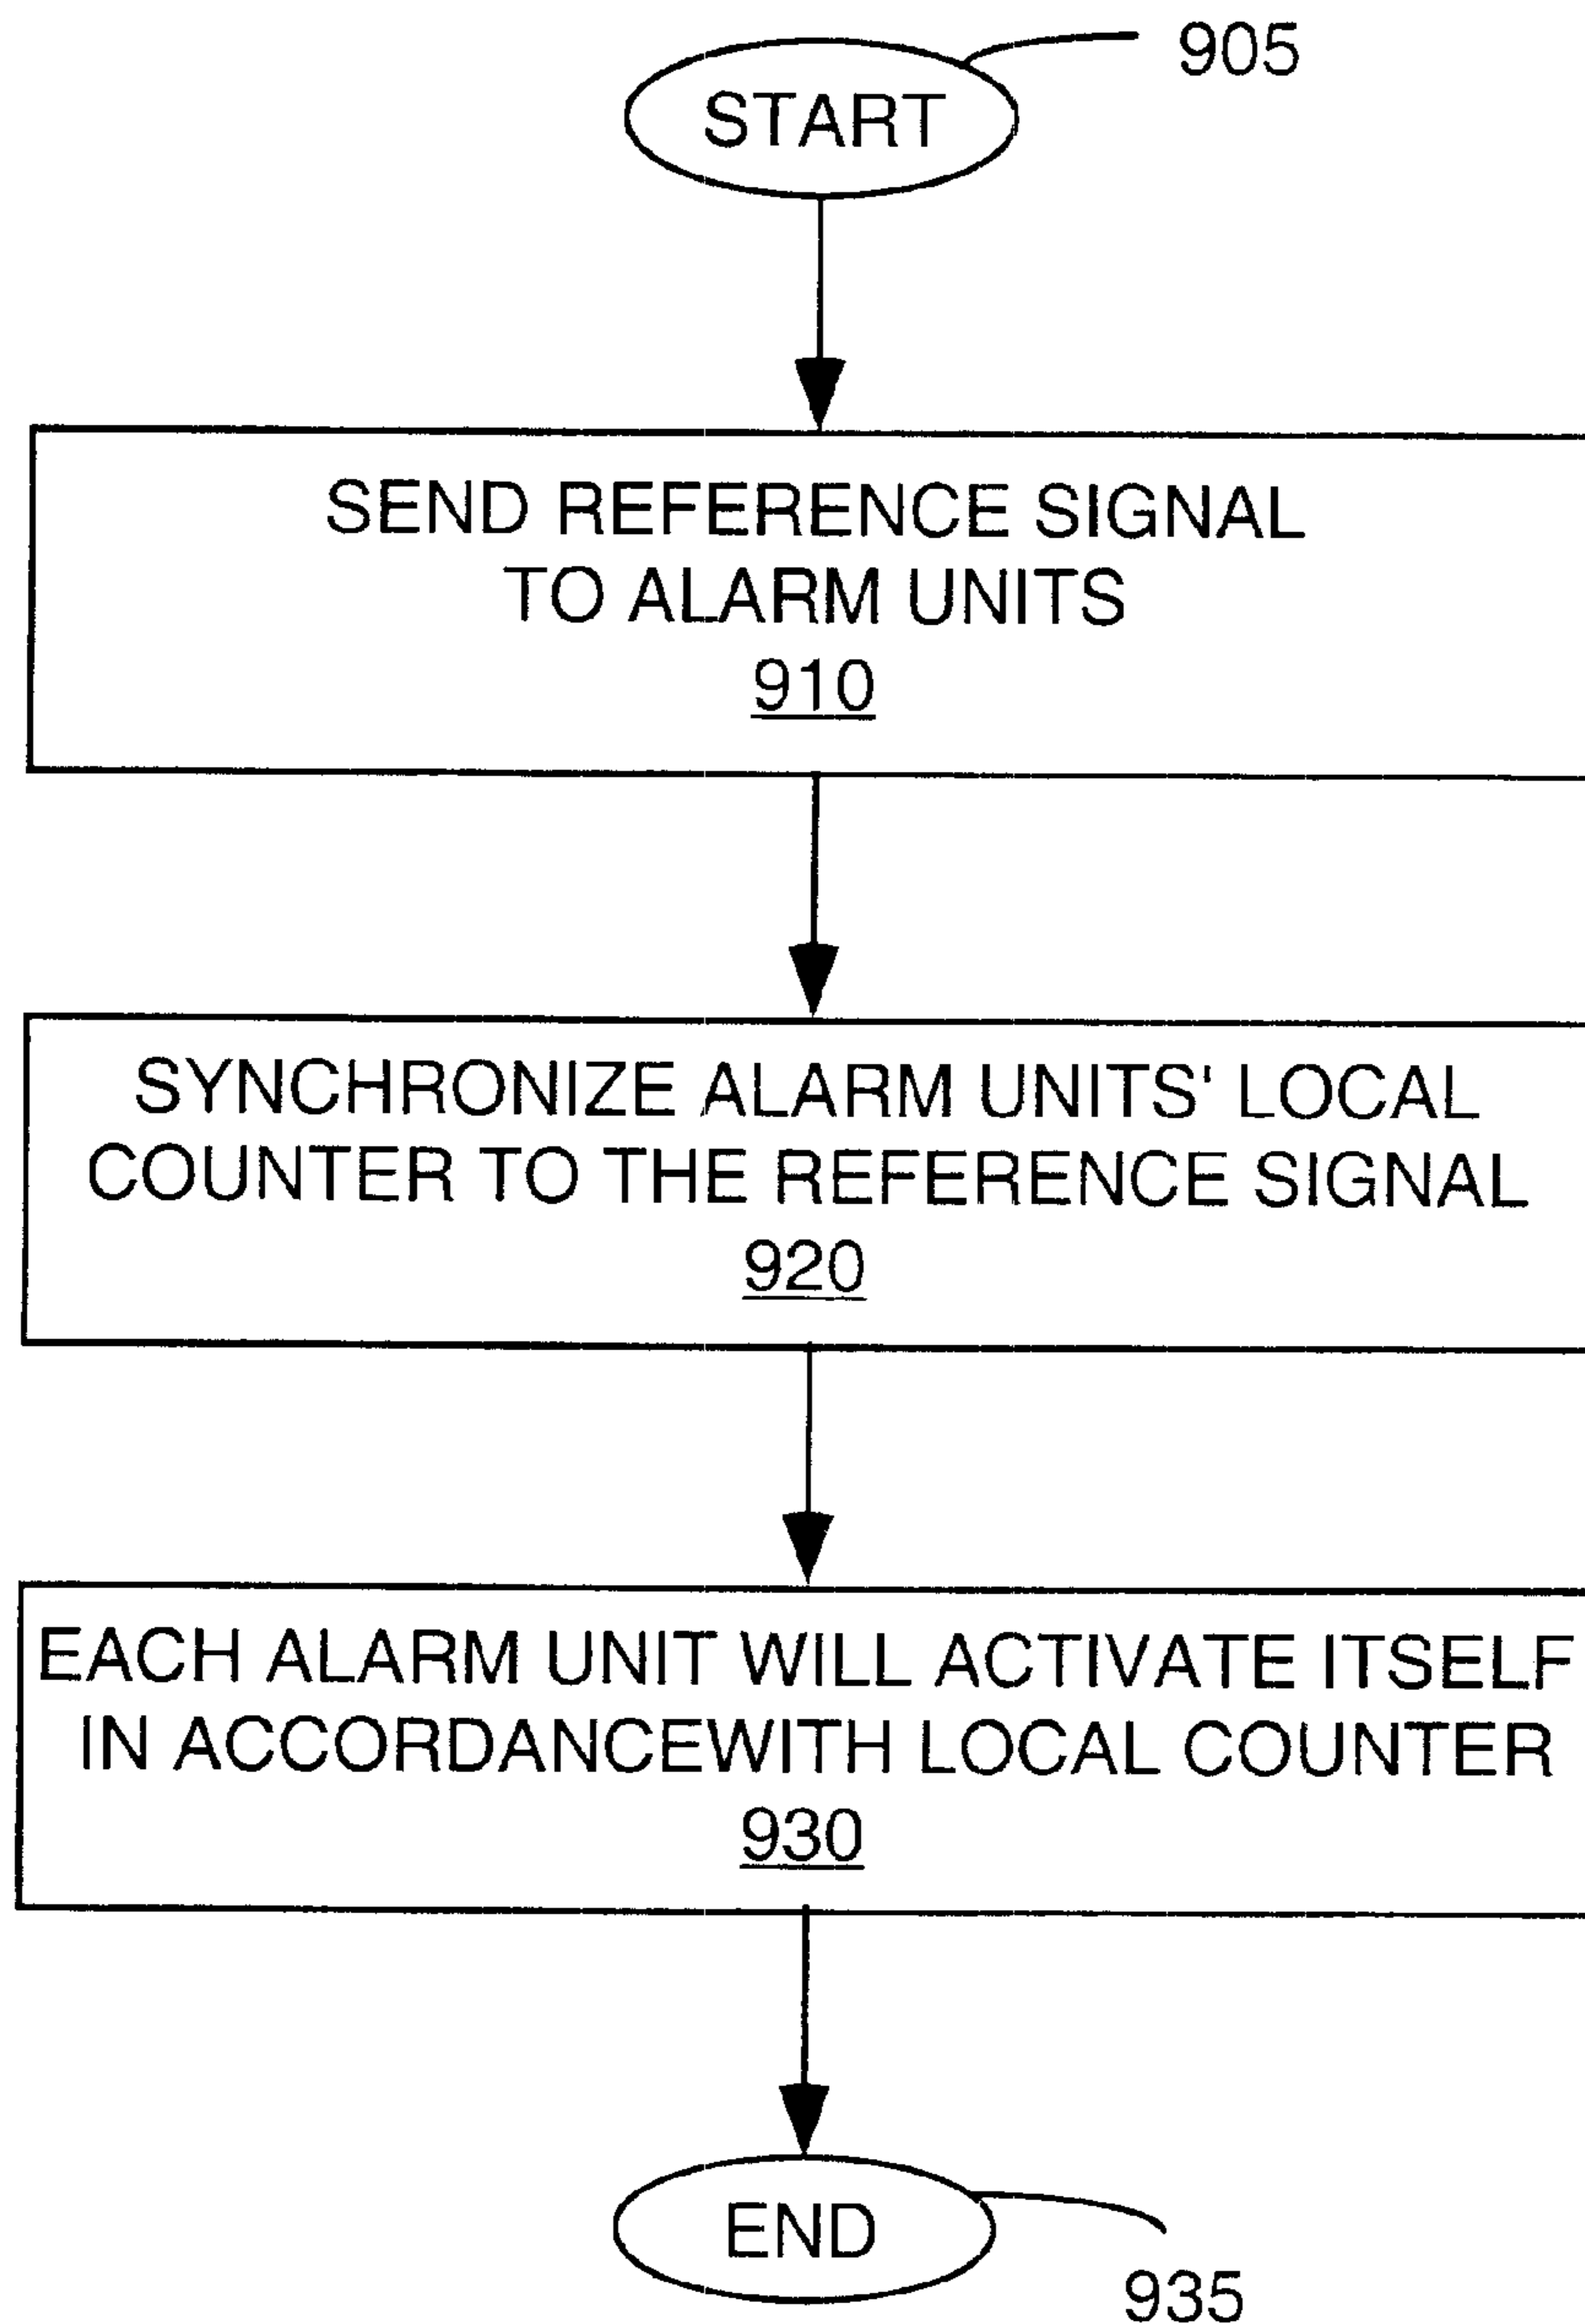 905
START
SEND REFERENCE SIGNAL
TO ALARM UNITS
910
SYNCHRONIZE ALARM UNITS' LOCAL
COUNTER TO THE REFERENCE SIGNAL
920
EACH ALARM UNIT WILL ACTIVATE ITSELF
IN ACCORDANCEWITH LOCAL COUNTER
930
END
935